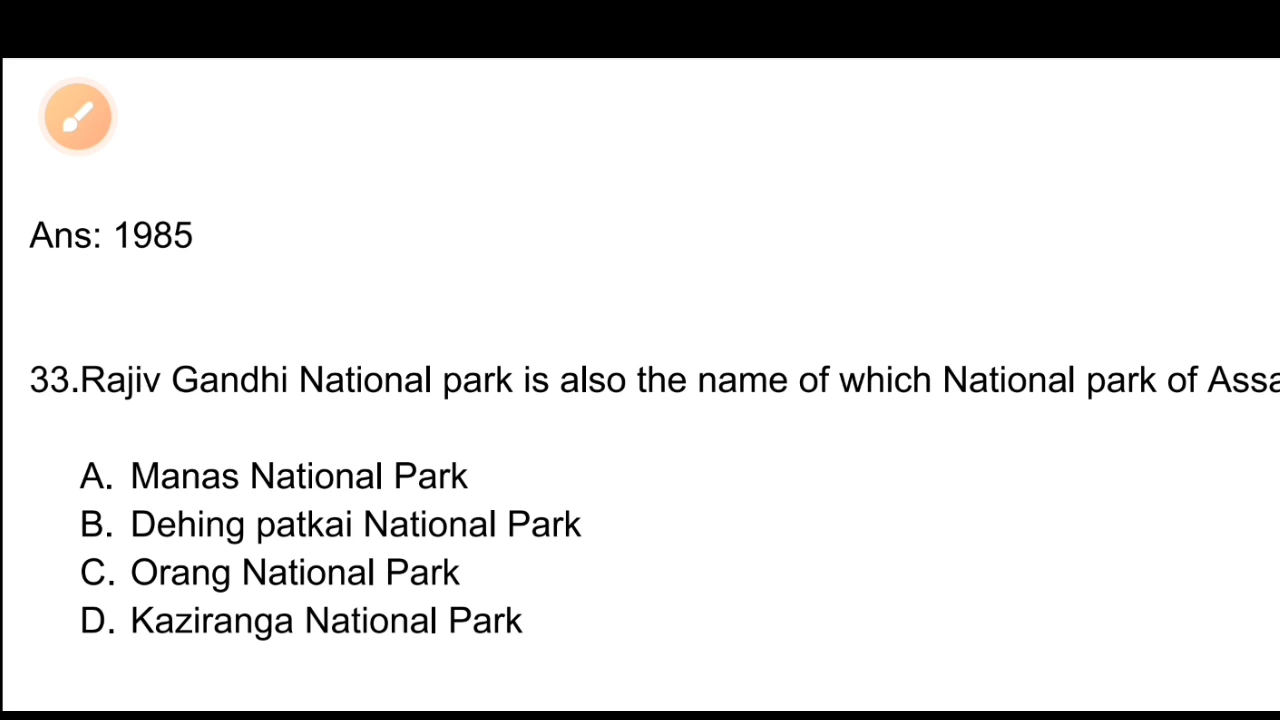 Ans: 1985
33.Rajiv Gandhi National park is also the name of which National park of
A. Manas National Park
B. Dehing patkai National Park
C. Orang National Park
D. Kaziranga National Park